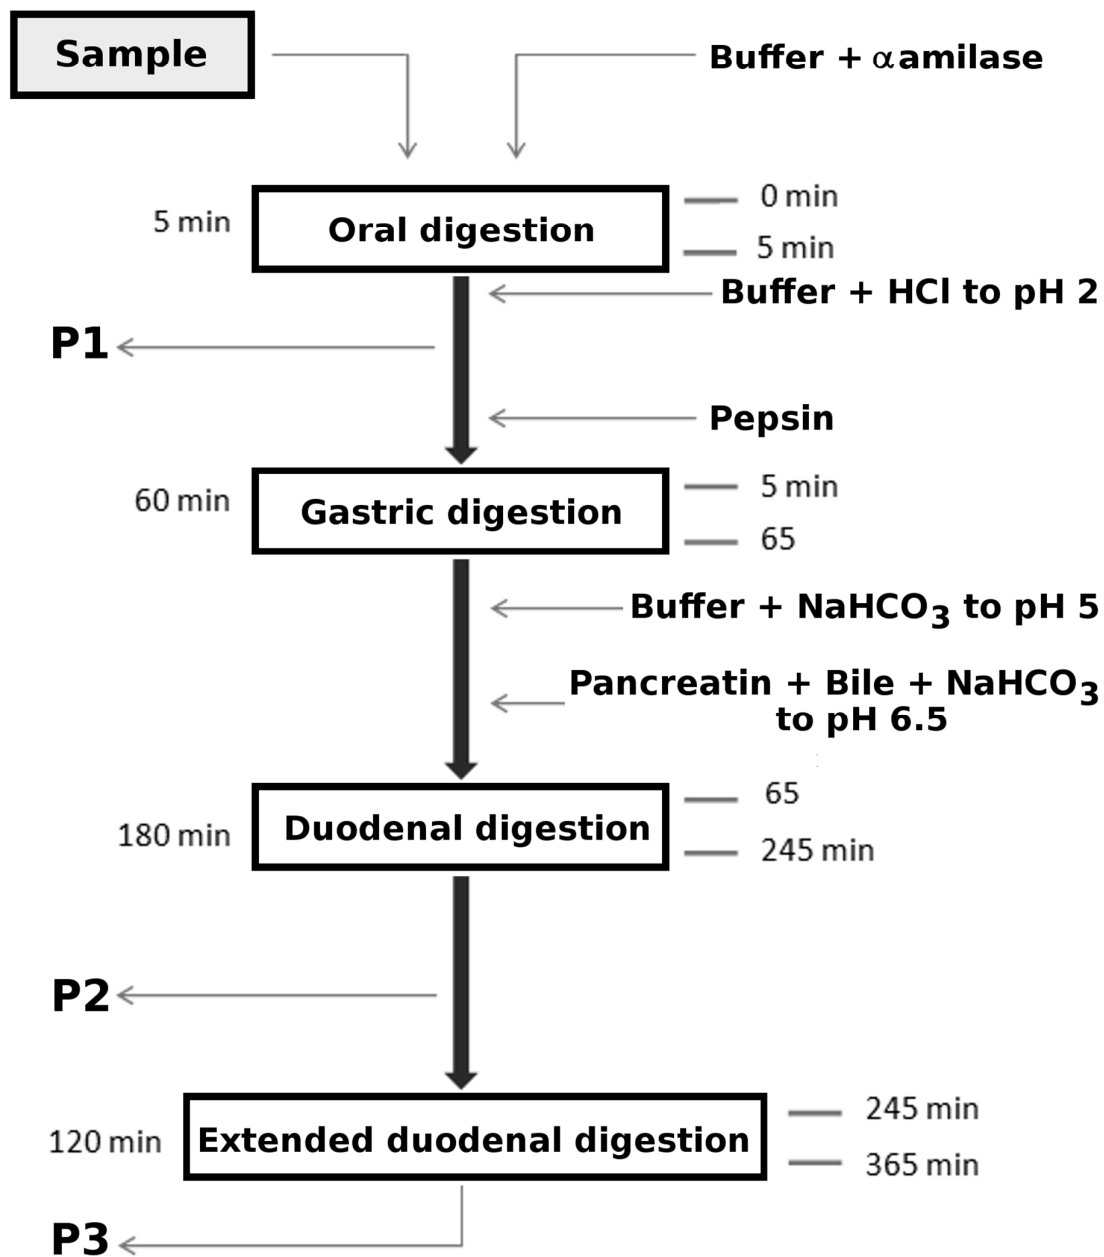 Sample
Buffer + αamilase
5 min
Oral digestion
0 min
5 min
Buffer + HCl to pH 2
P1
Pepsin
60 min
Gastric digestion
5 min
65
Buffer + NaHCO₃ to pH 5
Pancreatin + Bile + NaHCO₃
to pH 6.5
180 min
Duodenal digestion
65
245 min
P2
120 min
Extended duodenal digestion
245 min
365 min
P3